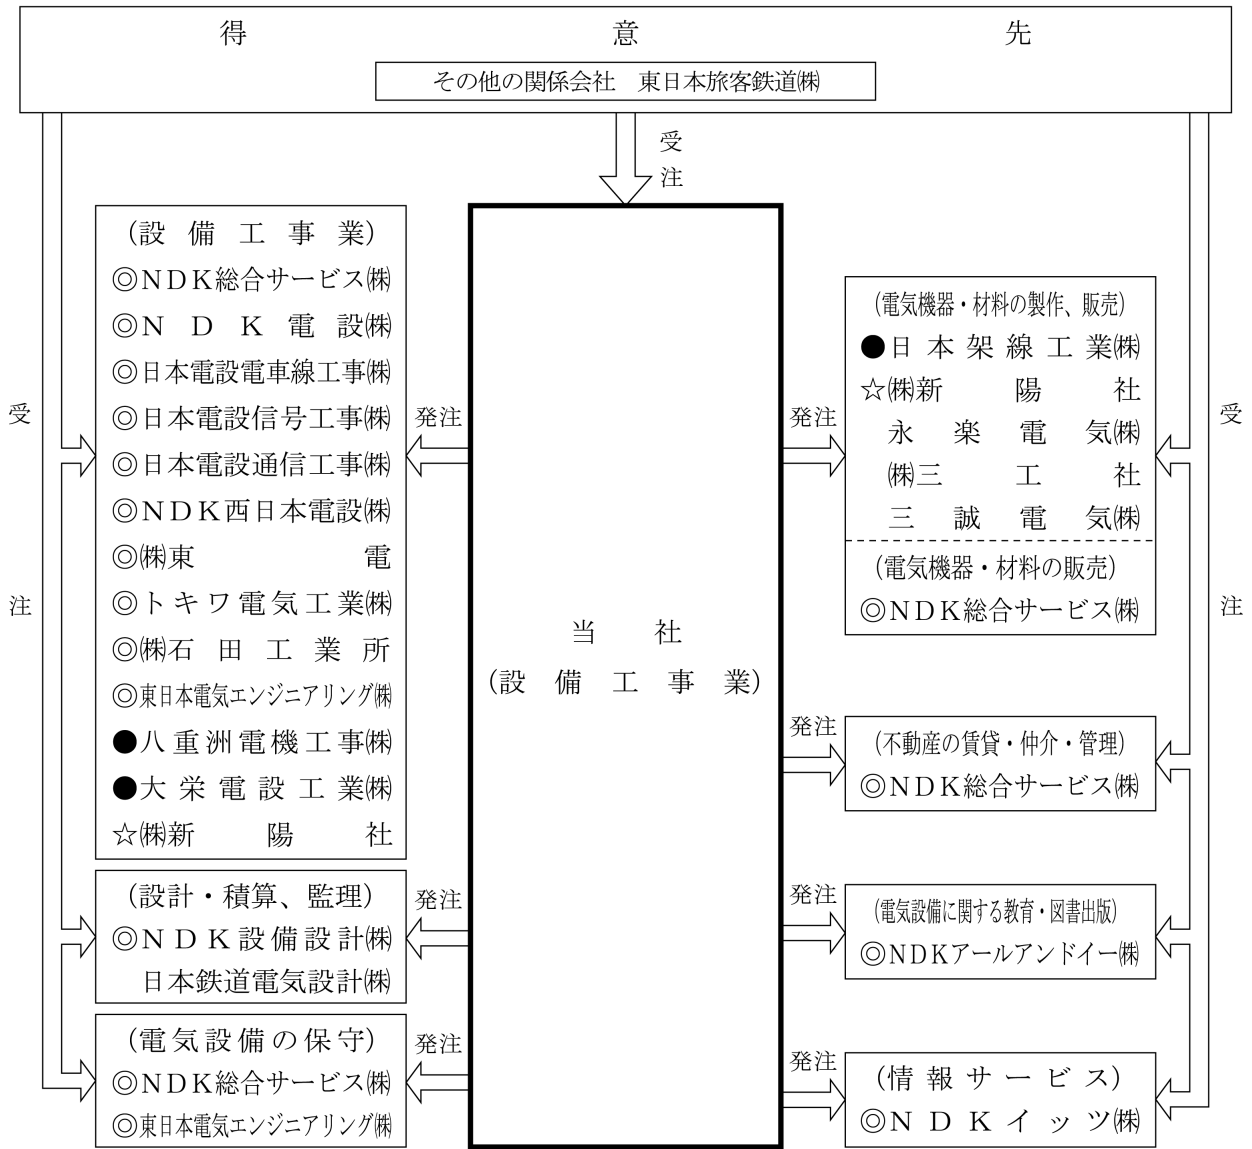 得意先
その他の関係会社 東日本旅客鉄道㈱
受注
受注
受注
(設備工事業)
◎NDK総合サービス㈱
◎NDK電設㈱
◎日本電設電車線工事㈱
◎日本電設信号工事㈱
◎日本電設通信工事㈱
◎NDK西日本電設㈱
◎㈱東電
◎トキワ電気工業㈱
◎㈱石田工業所
◎東日本電気エンジニアリング㈱
●八重洲電機工事㈱
●大栄電設工業㈱
☆㈱新陽社
発注
(設計・積算、監理)
◎NDK設備設計㈱
日本鉄道電気設計㈱
発注
(電気設備の保守)
◎NDK総合サービス㈱
◎東日本電気エンジニアリング㈱
発注
当社
(設備工事業)
発注
(電気機器・材料の製作、販売)
●日本架線工業㈱
☆㈱新陽社
永楽電気㈱
㈱三工社
三誠電気㈱
(電気機器・材料の販売)
◎NDK総合サービス㈱
発注
(不動産の賃貸・仲介・管理)
◎NDK総合サービス㈱
発注
(電気設備に関する教育・図書出版)
◎NDKアールアンドイー㈱
発注
(情報サービス)
◎NDKイッツ㈱